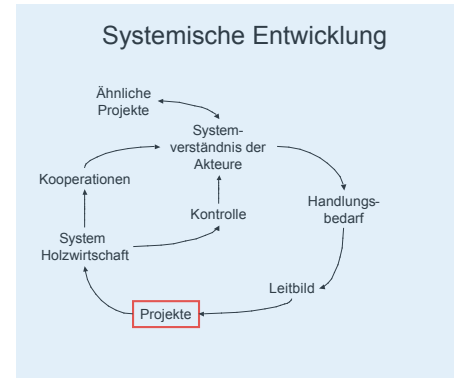 Systemische Entwicklung
Ähnliche
Projekte
System-
verständnis der
Akteure
Kooperationen
Handlungs-
bedarf
Kontrolle
System
Holzwirtschaft
Leitbild
Projekte